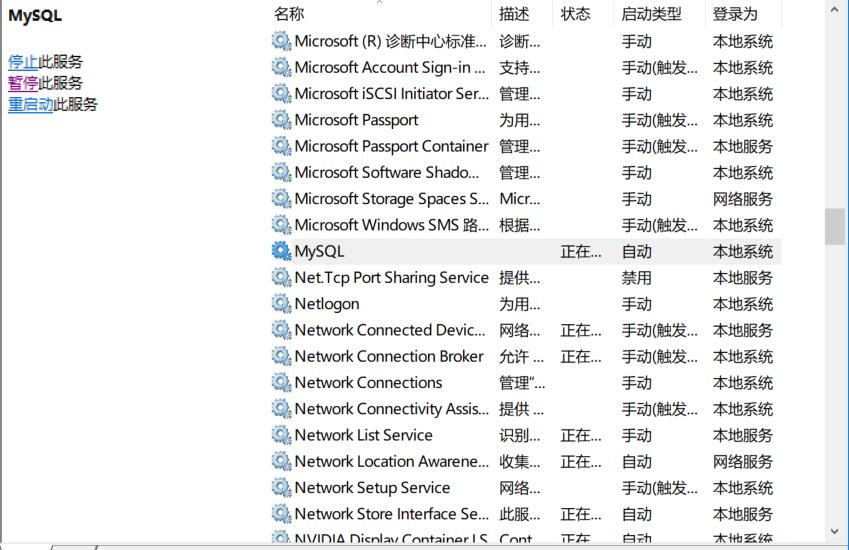 MySQL
停止此服务
暂停此服务
重启动此服务
名称 描述 状态 启动类型 登录为
Microsoft (R) 诊断中心标准... 诊断... 手动 本地系统
Microsoft Account Sign-in ... 支持... 手动(触发... 本地系统
Microsoft iSCSI Initiator Ser... 管理... 手动 本地系统
Microsoft Passport 为用... 手动(触发... 本地系统
Microsoft Passport Container 管理... 手动(触发... 本地服务
Microsoft Software Shado... 管理... 手动 本地系统
Microsoft Storage Spaces S... Micr... 手动 网络服务
Microsoft Windows SMS 路... 根据... 手动(触发... 本地系统
MySQL 正在... 自动 本地系统
Net.Tcp Port Sharing Service 提供... 禁用 本地服务
Netlogon 为用... 手动 本地系统
Network Connected Devic... 网络... 正在... 手动(触发... 本地服务
Network Connection Broker 允许 ... 正在... 手动(触发... 本地系统
Network Connections 管理“... 手动 本地系统
Network Connectivity Assis... 提供 ... 手动(触发... 本地系统
Network List Service 识别... 正在... 手动 本地服务
Network Location Awarene... 收集... 正在... 自动 网络服务
Network Setup Service 网络... 手动(触发... 本地系统
Network Store Interface Se... 此服... 正在... 自动 本地服务
NVIDIA Display Container LS Cont... 正在... 自动 本地系统